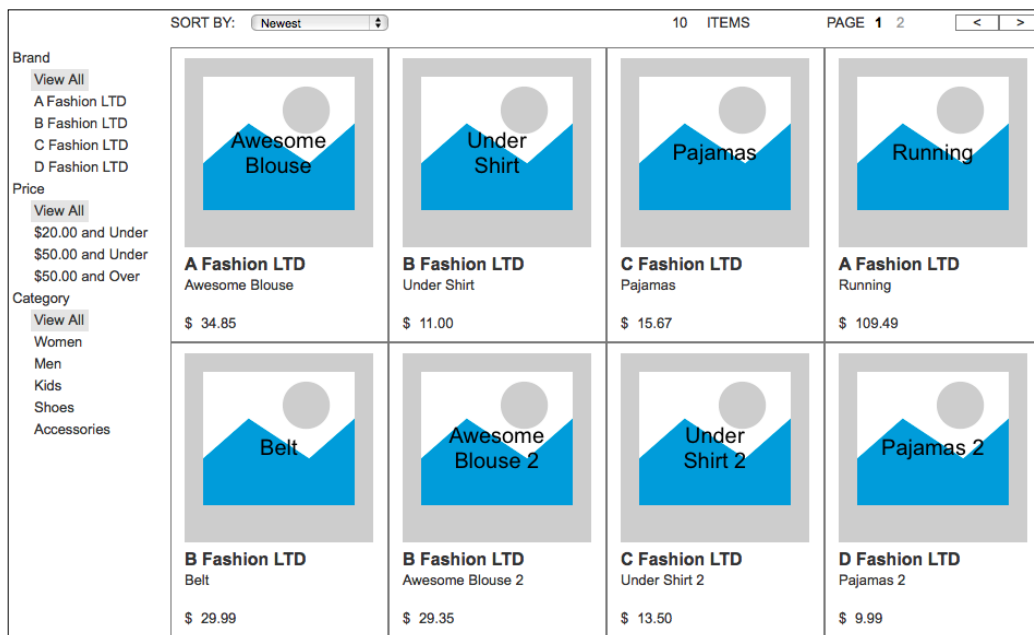 SORT BY: Newest 10 ITEMS PAGE 1 2 < >
Brand
View All
A Fashion LTD
B Fashion LTD
C Fashion LTD
D Fashion LTD
Price
View All
$20.00 and Under
$50.00 and Under
$50.00 and Over
Category
View All
Women
Men
Kids
Shoes
Accessories
Awesome
Blouse
A Fashion LTD
Awesome Blouse
$ 34.85
Under
Shirt
B Fashion LTD
Under Shirt
$ 11.00
Pajamas
C Fashion LTD
Pajamas
$ 15.67
Running
A Fashion LTD
Running
$ 109.49
Belt
B Fashion LTD
Belt
$ 29.99
Awesome
Blouse 2
B Fashion LTD
Awesome Blouse 2
$ 29.35
Under
Shirt 2
C Fashion LTD
Under Shirt 2
$ 13.50
Pajamas 2
D Fashion LTD
Pajamas 2
$ 9.99